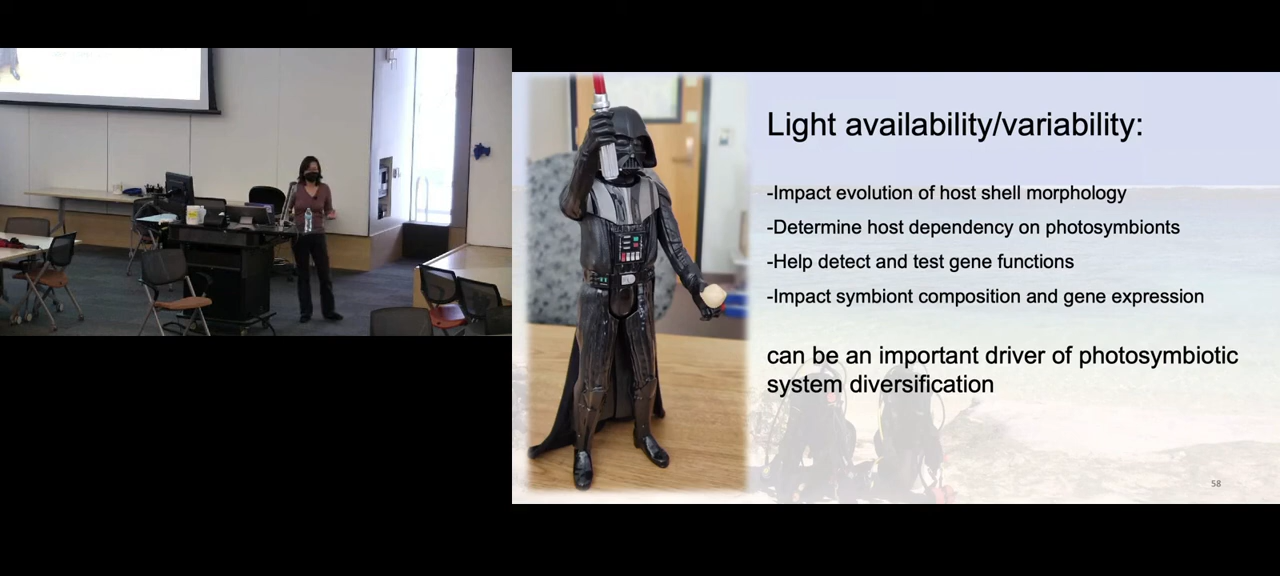 Light availability/variability:
-Impact evolution of host shell morphology
-Determine host dependency on photosymbionts
-Help detect and test gene functions
-Impact symbiont composition and gene expression
can be an important driver of photosymbiotic
system diversification
58